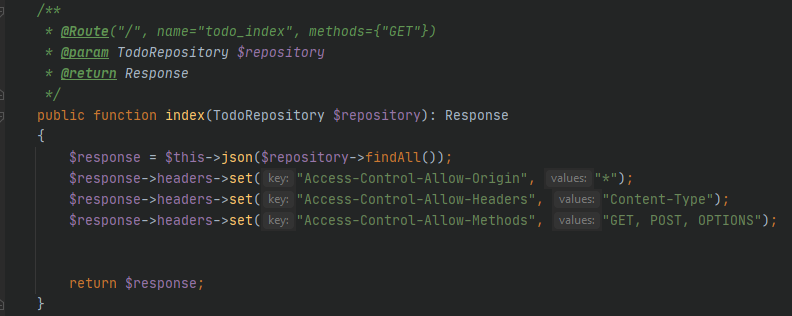 /**
* @Route("/", name="todo_index", methods={"GET"})
* @param TodoRepository $repository
* @return Response
*/
public function index(TodoRepository $repository): Response
{
$response = $this->json($repository->findAll());
$response->headers->set( key: "Access-Control-Allow-Origin", values: "*");
$response->headers->set( key: "Access-Control-Allow-Headers", values: "Content-Type");
$response->headers->set( key: "Access-Control-Allow-Methods", values: "GET, POST, OPTIONS");
return $response;
}